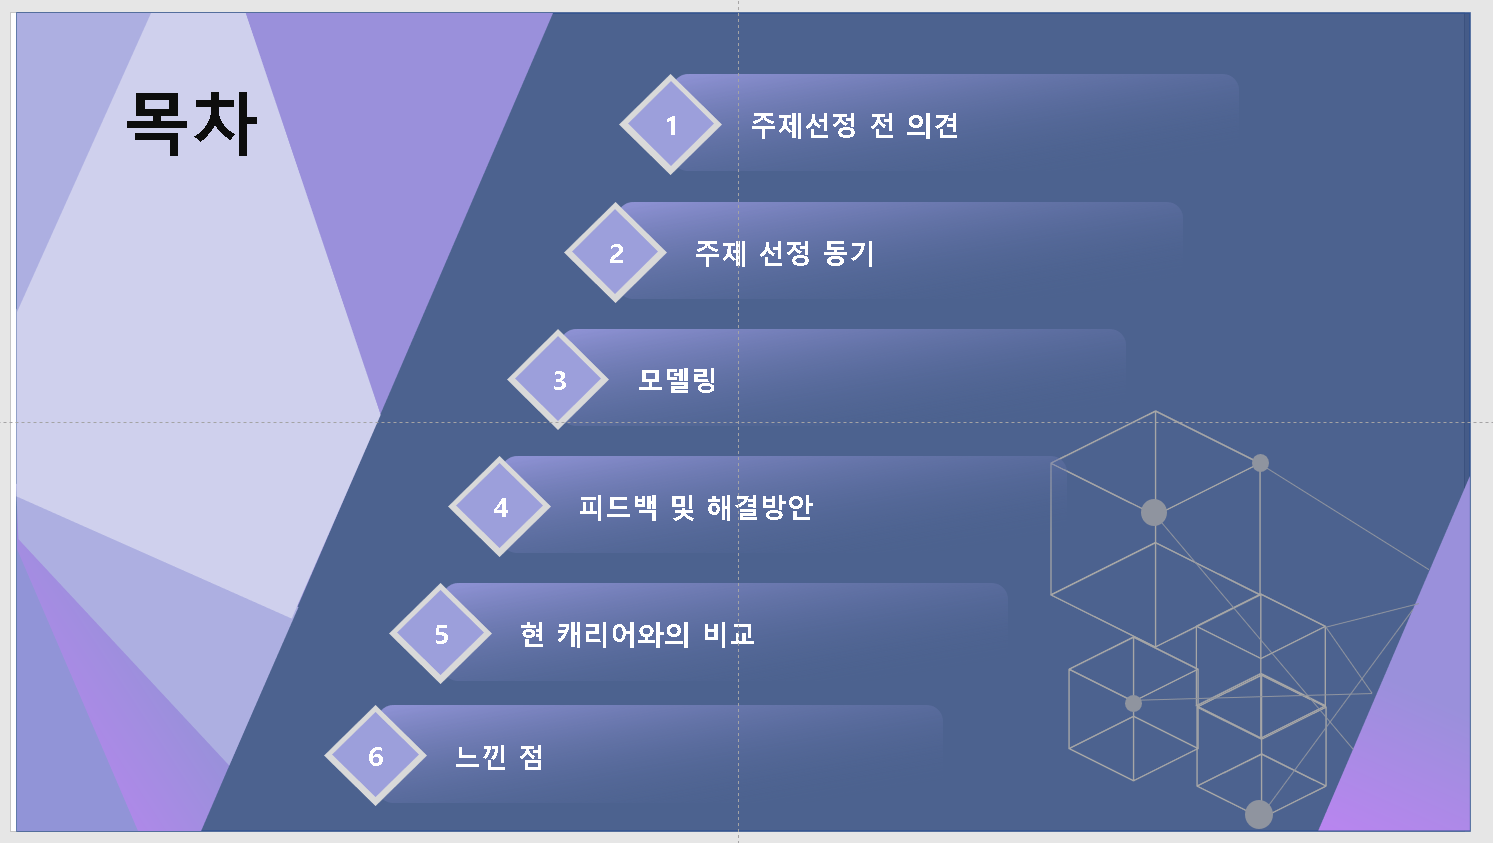 목차
1 주제선정 전 의견
2 주제 선정 동기
3 모델링
4 피드백 및 해결방안
5 현 캐리어와의 비교
6 느낀 점